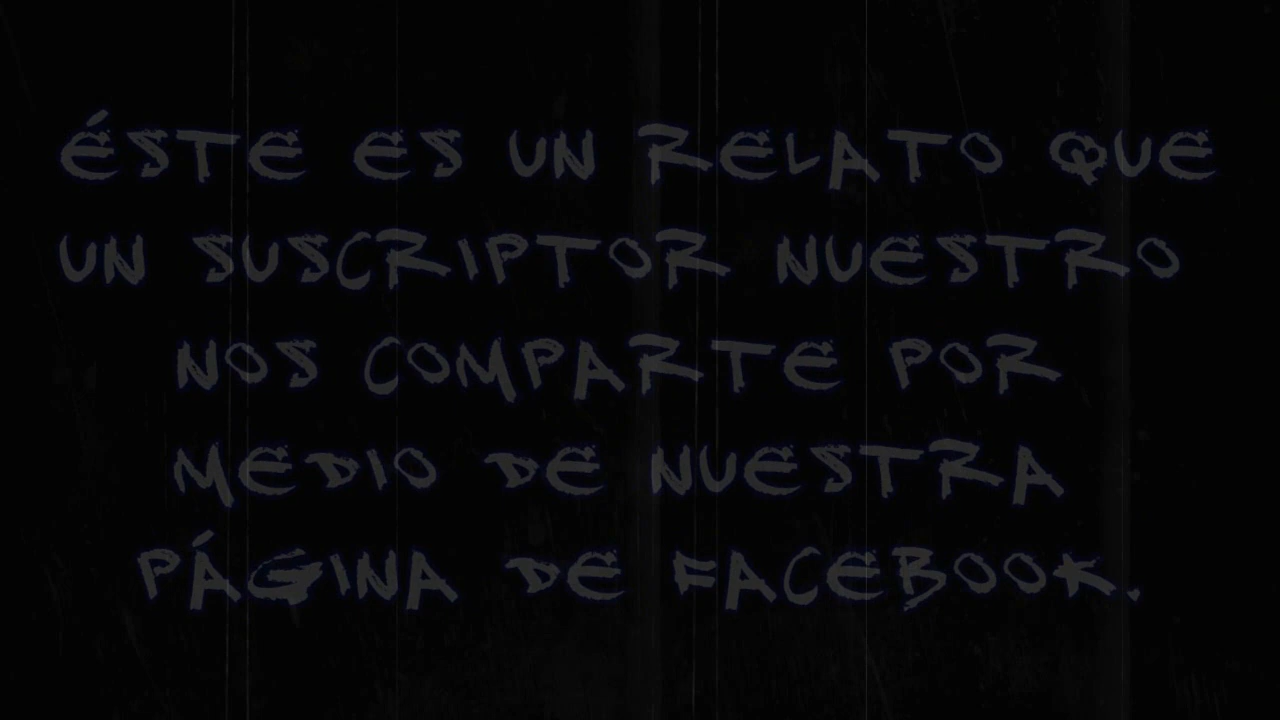 ÉSTE ES UN RELATO QUE
UN SUSCRIPTOR NUESTRO
NOS COMPARTE POR
MEDIO DE NUESTRA
PÁGINA DE FACEBOOK.